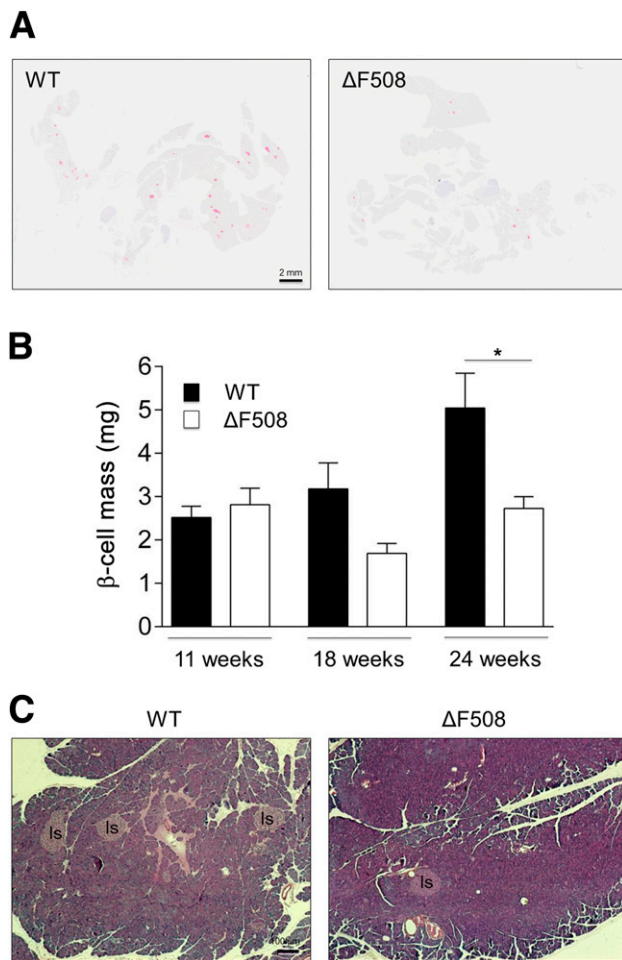 A
WT
ΔF508
2 mm
B
*
6
5
4
3
2
1
0
β-cell mass (mg)
WT
ΔF508
11 weeks
18 weeks
24 weeks
C
WT
ΔF508
Is
Is
Is
Is
100μm